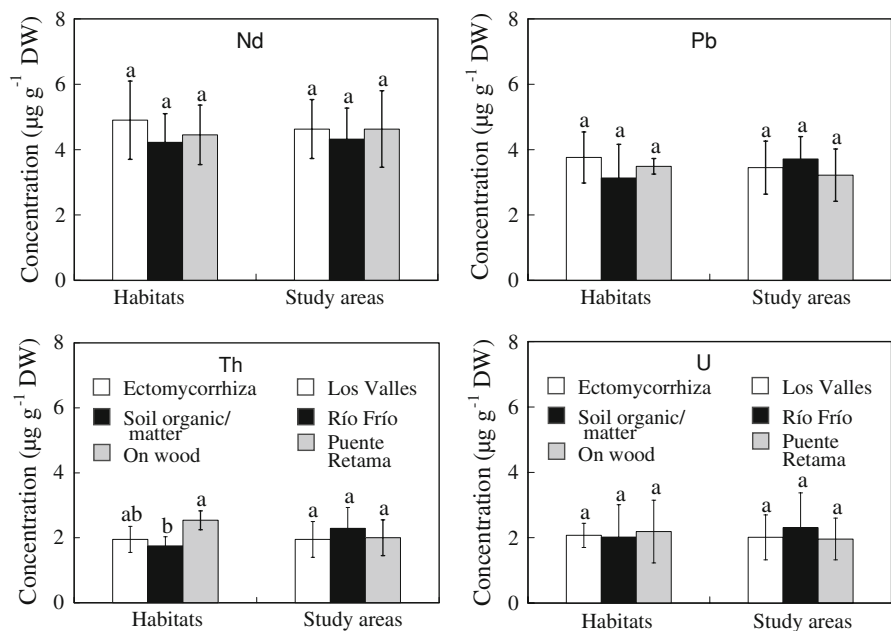 Nd
Concentration (µg g⁻¹ DW)
8
6
4
2
0
a
a
a
a
a
a
Habitats
Study areas
Pb
Concentration (µg g⁻¹ DW)
8
6
4
2
0
a
a
a
a
a
a
Habitats
Study areas
Th
Concentration (µg g⁻¹ DW)
8
6
4
2
0
Ectomycorrhiza
Soil organic/
matter
On wood
Los Valles
Río Frío
Puente
Retama
ab
b
a
a
a
a
Habitats
Study areas
U
Concentration (µg g⁻¹ DW)
8
6
4
2
0
Ectomycorrhiza
Soil organic/
matter
On wood
Los Valles
Río Frío
Puente
Retama
a
a
a
a
a
a
Habitats
Study areas